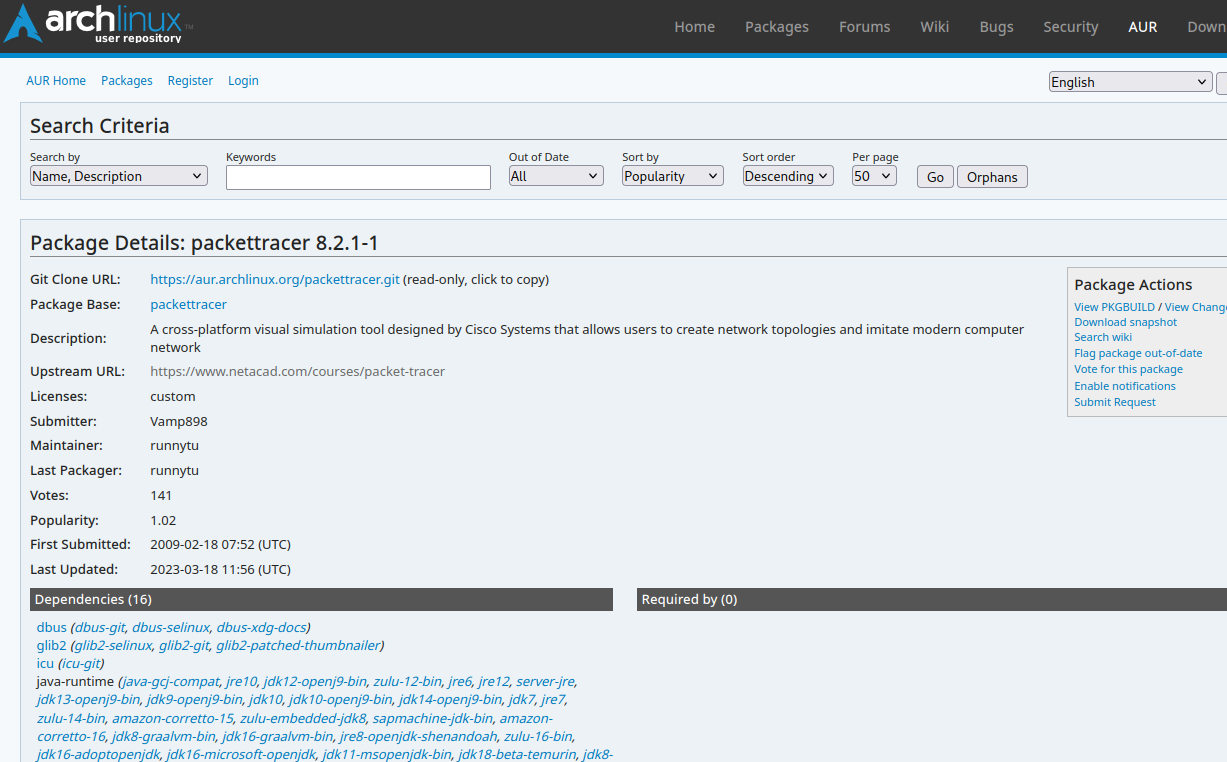 archlinux™
user repository
Home Packages Forums Wiki Bugs Security AUR Down
AUR Home Packages Register Login
English
Search Criteria
Search by Keywords Out of Date Sort by Sort order Per page
Name, Description All Popularity Descending 50 Go Orphans
Package Details: packettracer 8.2.1-1
Git Clone URL: https://aur.archlinux.org/packettracer.git (read-only, click to copy)
Package Base: packettracer
Description: A cross-platform visual simulation tool designed by Cisco Systems that allows users to create network topologies and imitate modern computer
network
Upstream URL: https://www.netacad.com/courses/packet-tracer
Licenses: custom
Submitter: Vamp898
Maintainer: runnytu
Last Packager: runnytu
Votes: 141
Popularity: 1.02
First Submitted: 2009-02-18 07:52 (UTC)
Last Updated: 2023-03-18 11:56 (UTC)
Package Actions
View PKGBUILD / View Change
Download snapshot
Search wiki
Flag package out-of-date
Vote for this package
Enable notifications
Submit Request
Dependencies (16)
dbus (dbus-git, dbus-selinux, dbus-xdg-docs)
glib2 (glib2-selinux, glib2-git, glib2-patched-thumbnailer)
icu (icu-git)
java-runtime (java-gcj-compat, jre10, jdk12-openj9-bin, zulu-12-bin, jre6, jre12, server-jre,
jdk13-openj9-bin, jdk9-openj9-bin, jdk10, jdk10-openj9-bin, jdk14-openj9-bin, jdk7, jre7,
zulu-14-bin, amazon-corretto-15, zulu-embedded-jdk8, sapmachine-jdk-bin, amazon-
corretto-16, jdk8-graalvm-bin, jdk16-graalvm-bin, jre8-openjdk-shenandoah, zulu-16-bin,
jdk16-adoptopenjdk, jdk16-microsoft-openjdk, jdk11-msopenjdk-bin, jdk18-beta-temurin, jdk8-
Required by (0)